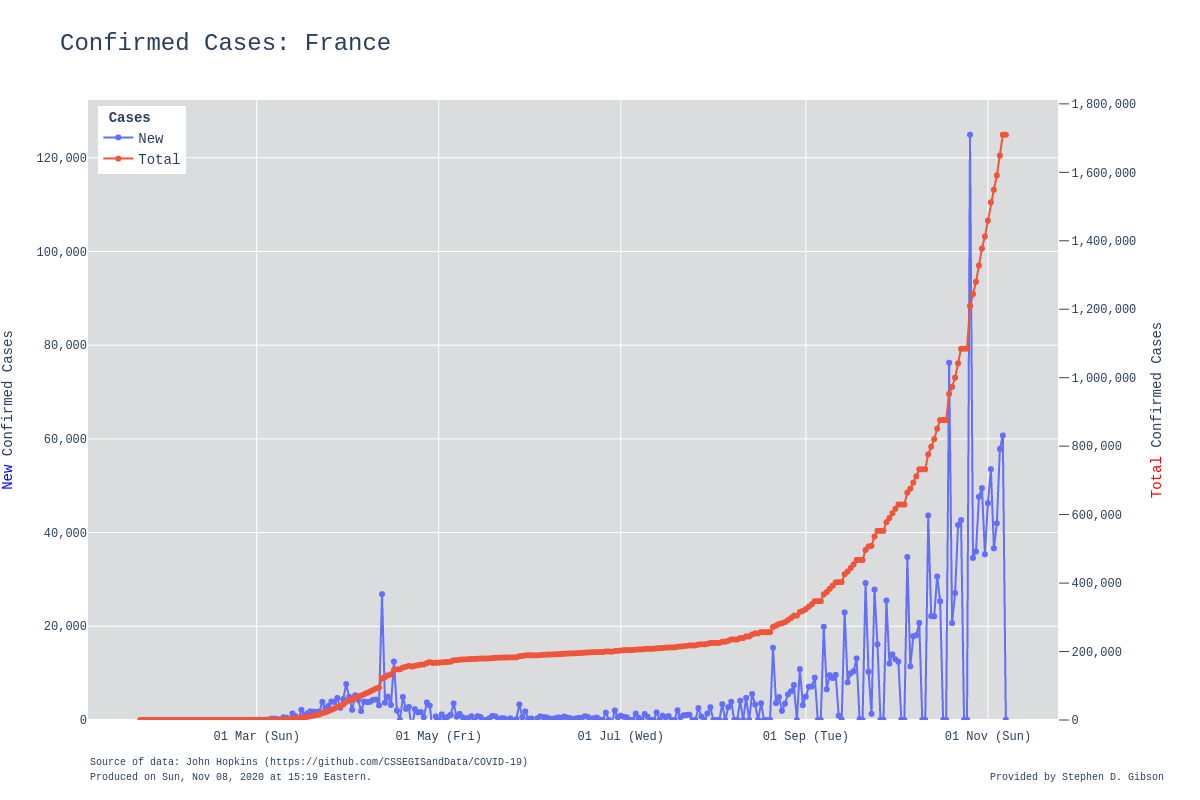 Confirmed Cases: France
Cases
New
Total
120,000
100,000
80,000
60,000
40,000
20,000
0
1,800,000
1,600,000
1,400,000
1,200,000
1,000,000
800,000
600,000
400,000
200,000
0
New Confirmed Cases
Total Confirmed Cases
01 Mar (Sun)
01 May (Fri)
01 Jul (Wed)
01 Sep (Tue)
01 Nov (Sun)
Source of data: John Hopkins (https://github.com/CSSEGISandData/COVID-19)
Produced on Sun, Nov 08, 2020 at 15:19 Eastern.
Provided by Stephen D. Gibson